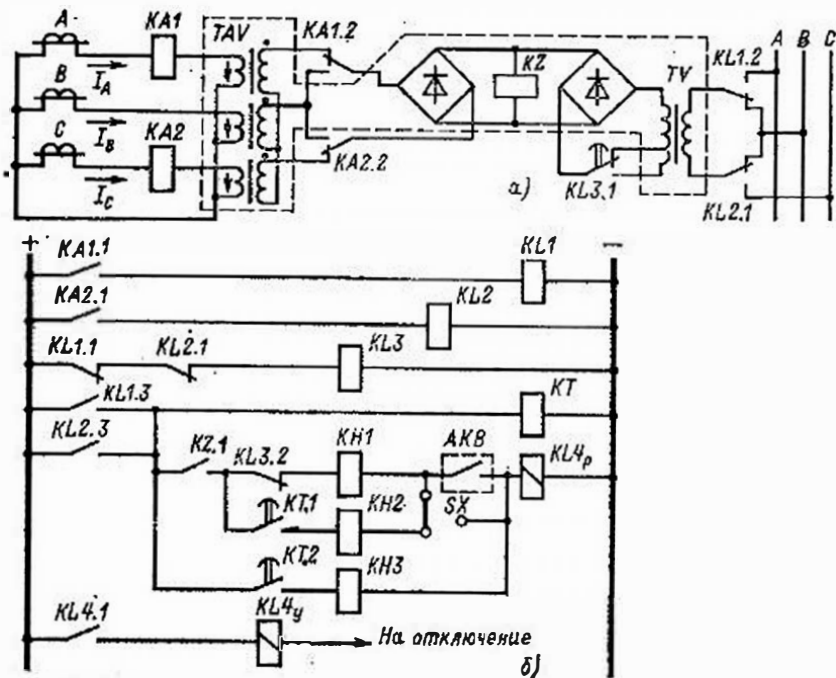 A KA1 TAV KA1.2 A B C
I_A KZ TV KL1.2
B
I_B
C KA2
I_C KA2.2 а) KL3.1 KL2.1
+ −
KA1.1 KL1
KA2.1 KL2
KL1.1 KL2.1 KL3
KL1.3 KT
KL2.3 KZ.1 KL3.2 KH1 AKB KL4р
KT.1 KH2 SX
KT.2 KH3
KL4.1 KL4у На отключение
б)